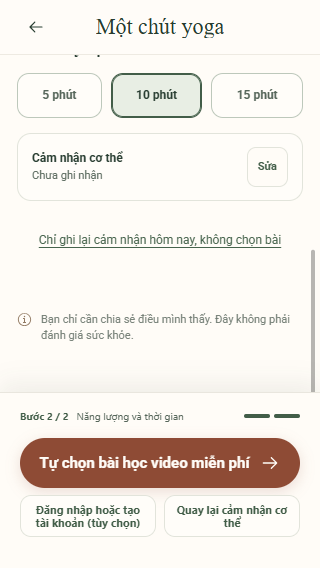 Một chút yoga
5 phút
10 phút
15 phút
Cảm nhận cơ thể
Chưa ghi nhận
Sửa
Chỉ ghi lại cảm nhận hôm nay, không chọn bài
Bạn chỉ cần chia sẻ điều mình thấy. Đây không phải
đánh giá sức khỏe.
Bước 2 / 2 Năng lượng và thời gian
Tự chọn bài học video miễn phí
Đăng nhập hoặc tạo
tài khoản (tùy chọn)
Quay lại cảm nhận cơ
thể